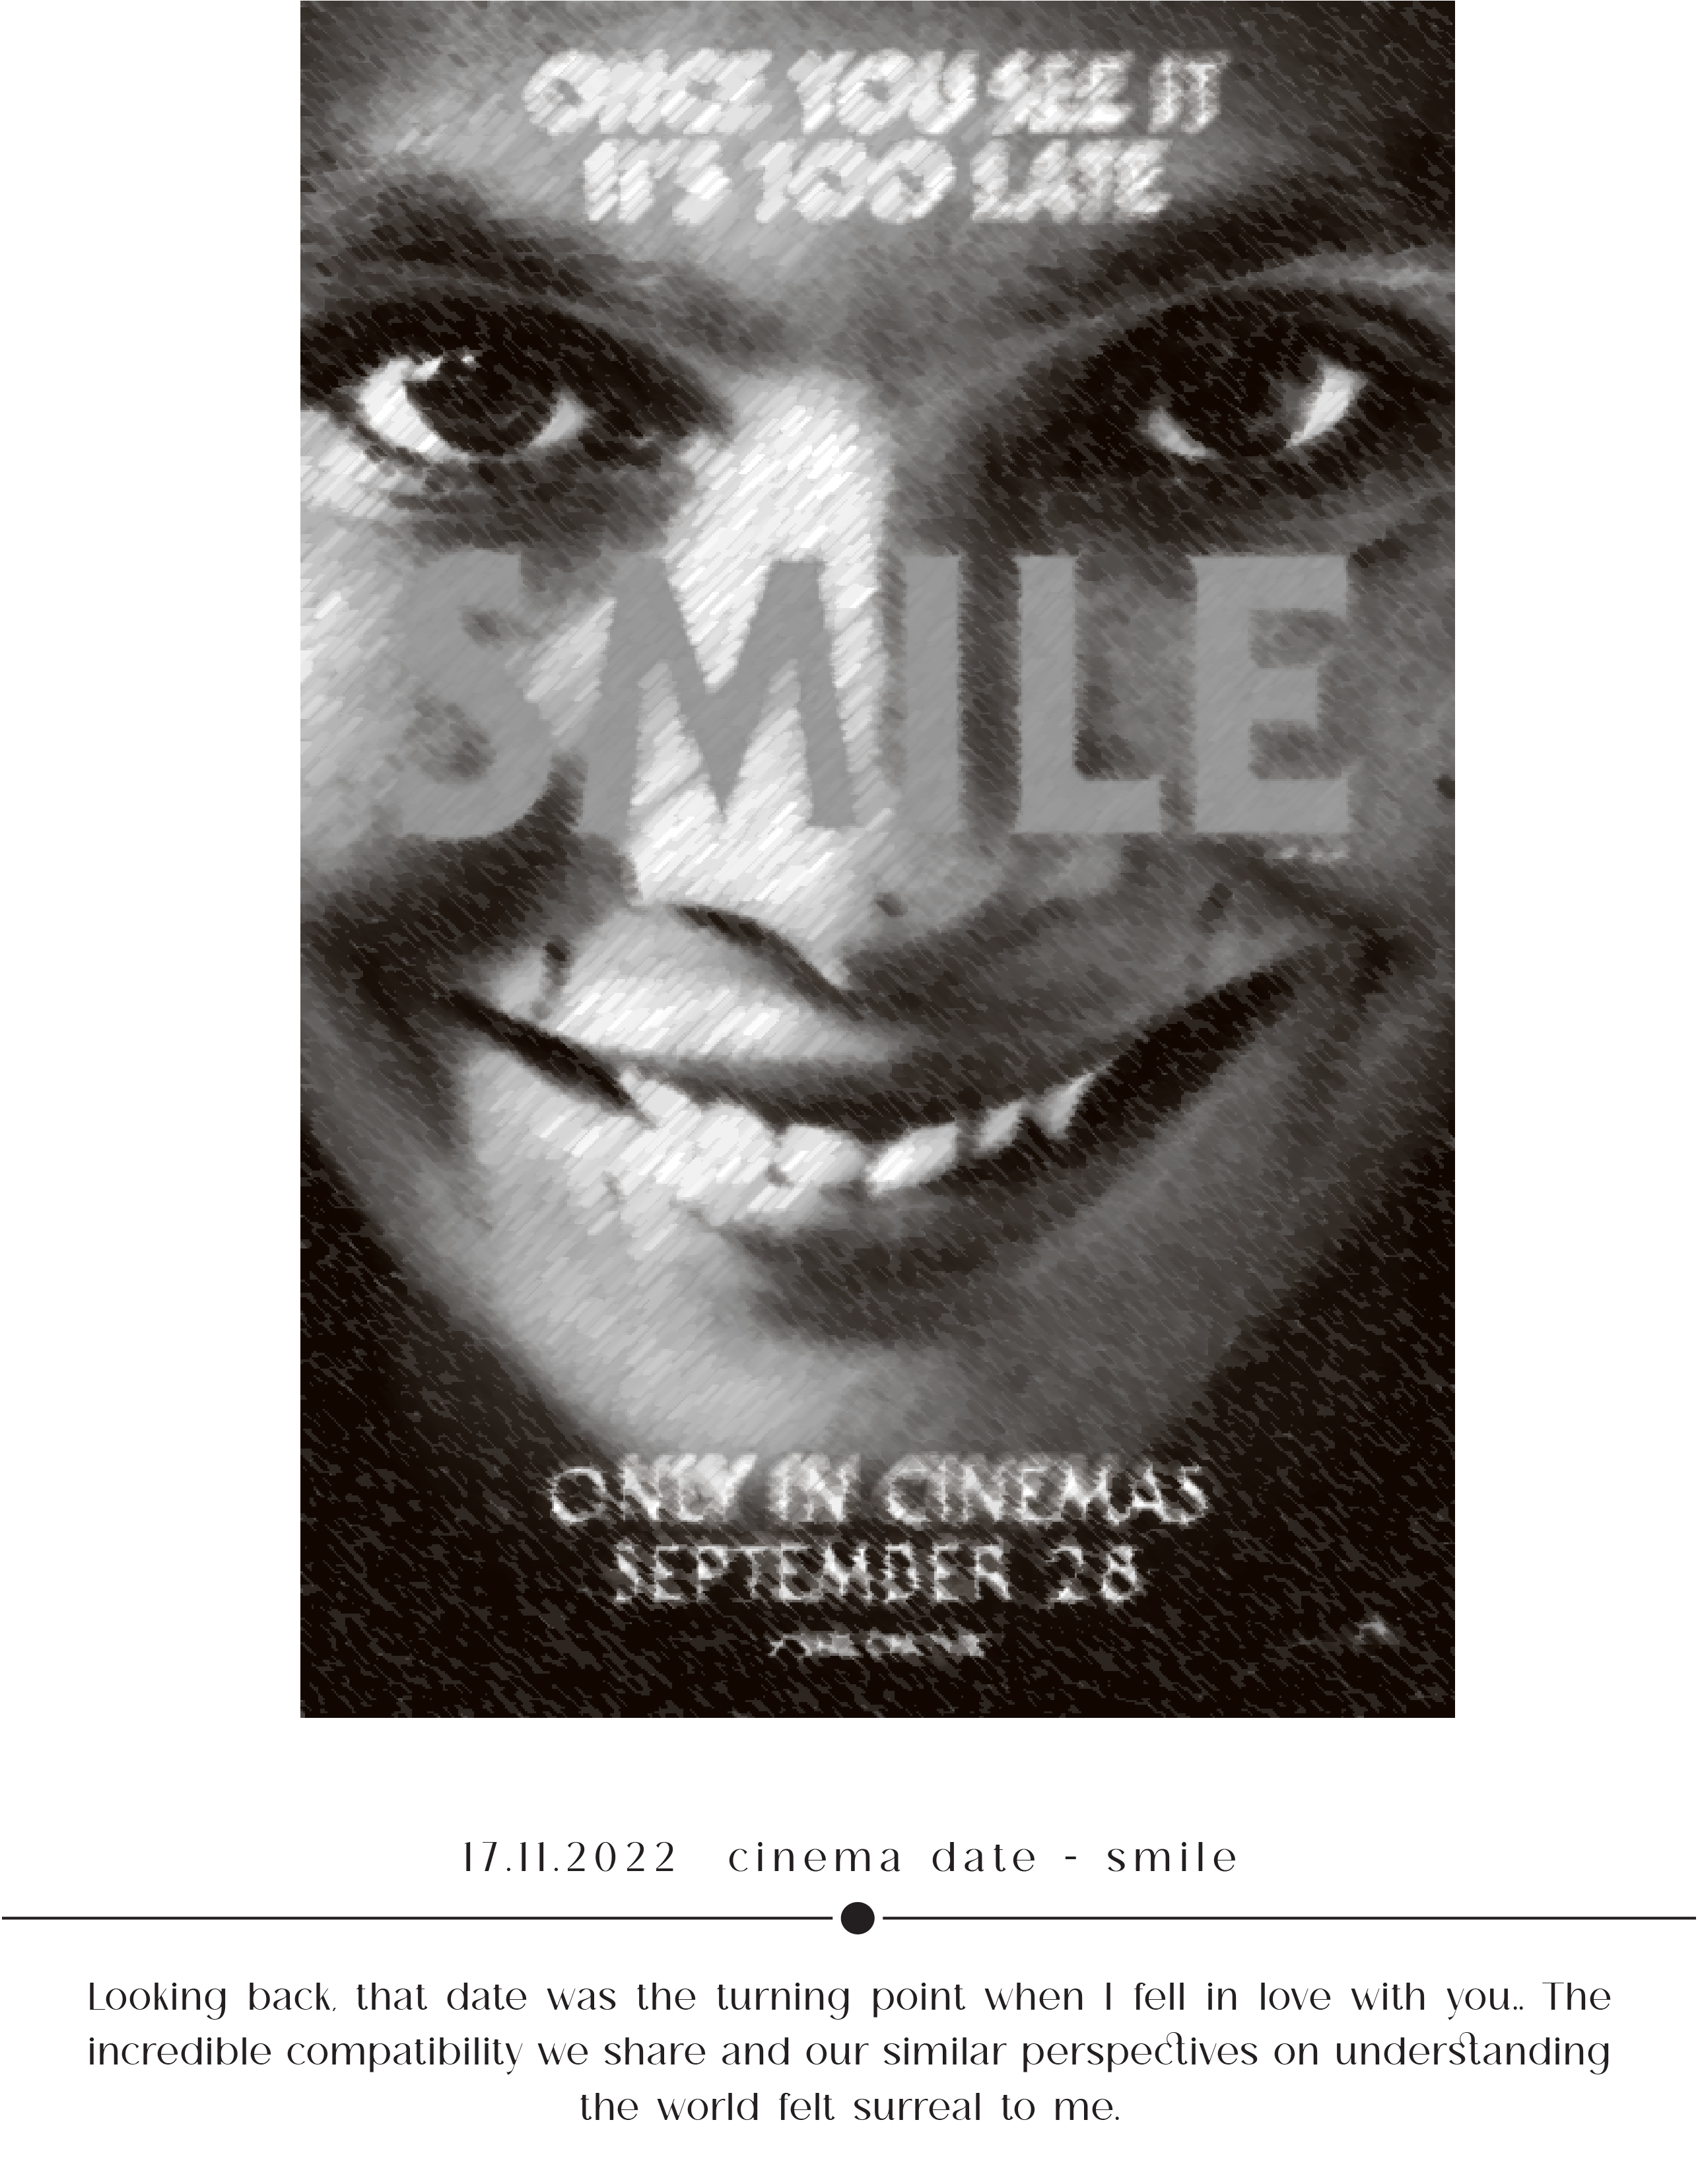 ONCE YOU SEE IT
IT'S TOO LATE
SMILE
ONLY IN CINEMAS
SEPTEMBER 28
17.11.2022 cinema date - smile
Looking back, that date was the turning point when I fell in love with you.. The
incredible compatibility we share and our similar perspectives on understanding
the world felt surreal to me.